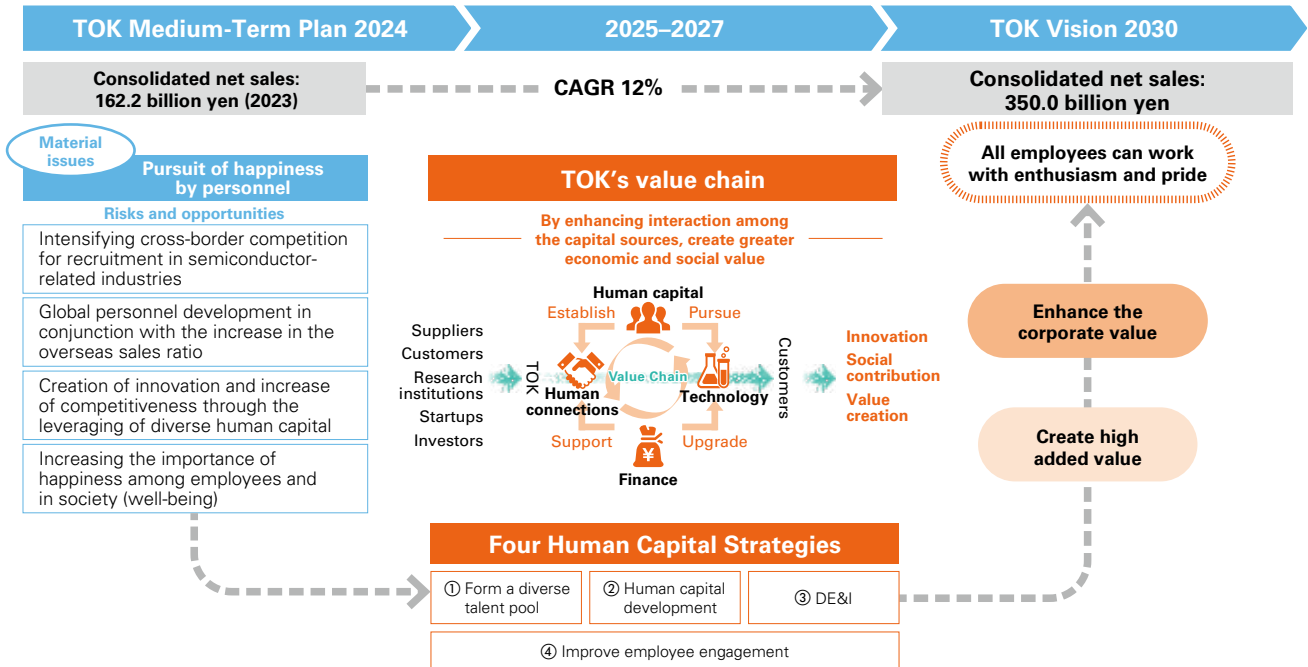 TOK Medium-Term Plan 2024
2025–2027
TOK Vision 2030
Consolidated net sales:
162.2 billion yen (2023)
CAGR 12%
Consolidated net sales:
350.0 billion yen
Material
issues
Pursuit of happiness
by personnel
Risks and opportunities
Intensifying cross-border competition
for recruitment in semiconductor-
related industries
Global personnel development in
conjunction with the increase in the
overseas sales ratio
Creation of innovation and increase
of competitiveness through the
leveraging of diverse human capital
Increasing the importance of
happiness among employees and
in society (well-being)
TOK's value chain
By enhancing interaction among
the capital sources, create greater
economic and social value
Suppliers
Customers
Research
institutions
Startups
Investors
TOK
Human capital
Establish
Pursue
Human
connections
Value Chain
Technology
Support
Upgrade
¥
Finance
Customers
Innovation
Social
contribution
Value
creation
Four Human Capital Strategies
① Form a diverse
talent pool
② Human capital
development
③ DE&I
④ Improve employee engagement
All employees can work
with enthusiasm and pride
Enhance the
corporate value
Create high
added value